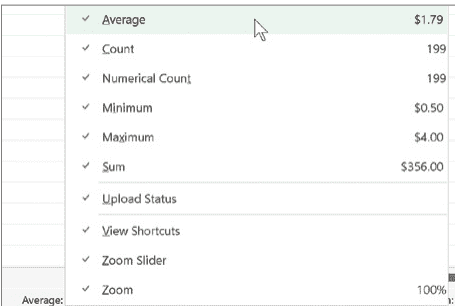 Average $1.79
Count 199
Numerical Count 199
Minimum $0.50
Maximum $4.00
Sum $356.00
Upload Status
View Shortcuts
Zoom Slider
Zoom 100%
Average: